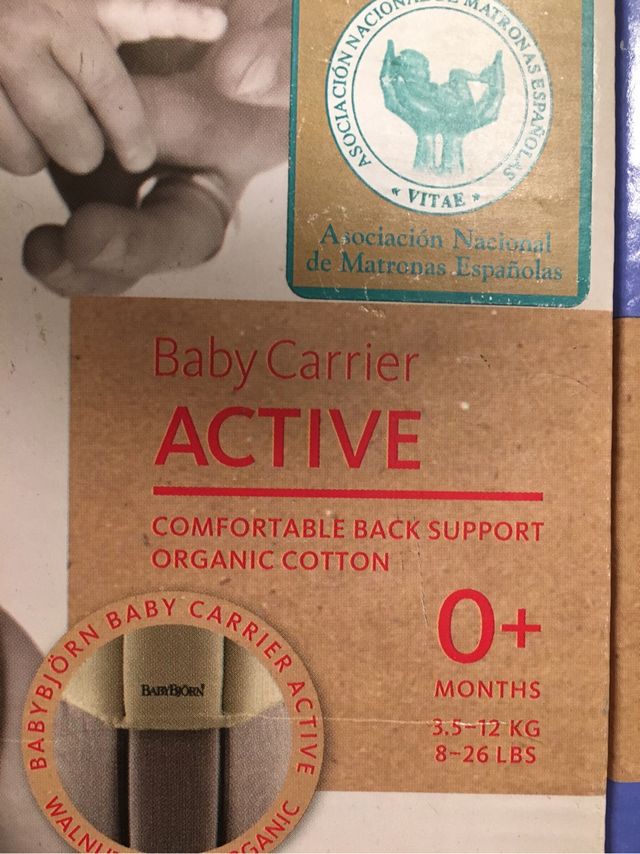 ASOCIACIÓN NACIONAL DE MATRONAS ESPAÑOLAS
« VITAE »
Asociación Nacional
de Matronas Españolas
Baby Carrier
ACTIVE
COMFORTABLE BACK SUPPORT
ORGANIC COTTON
0+
MONTHS
3.5–12 KG
8–26 LBS
BABYBJÖRN BABY CARRIER ACTIVE
BABYBJÖRN